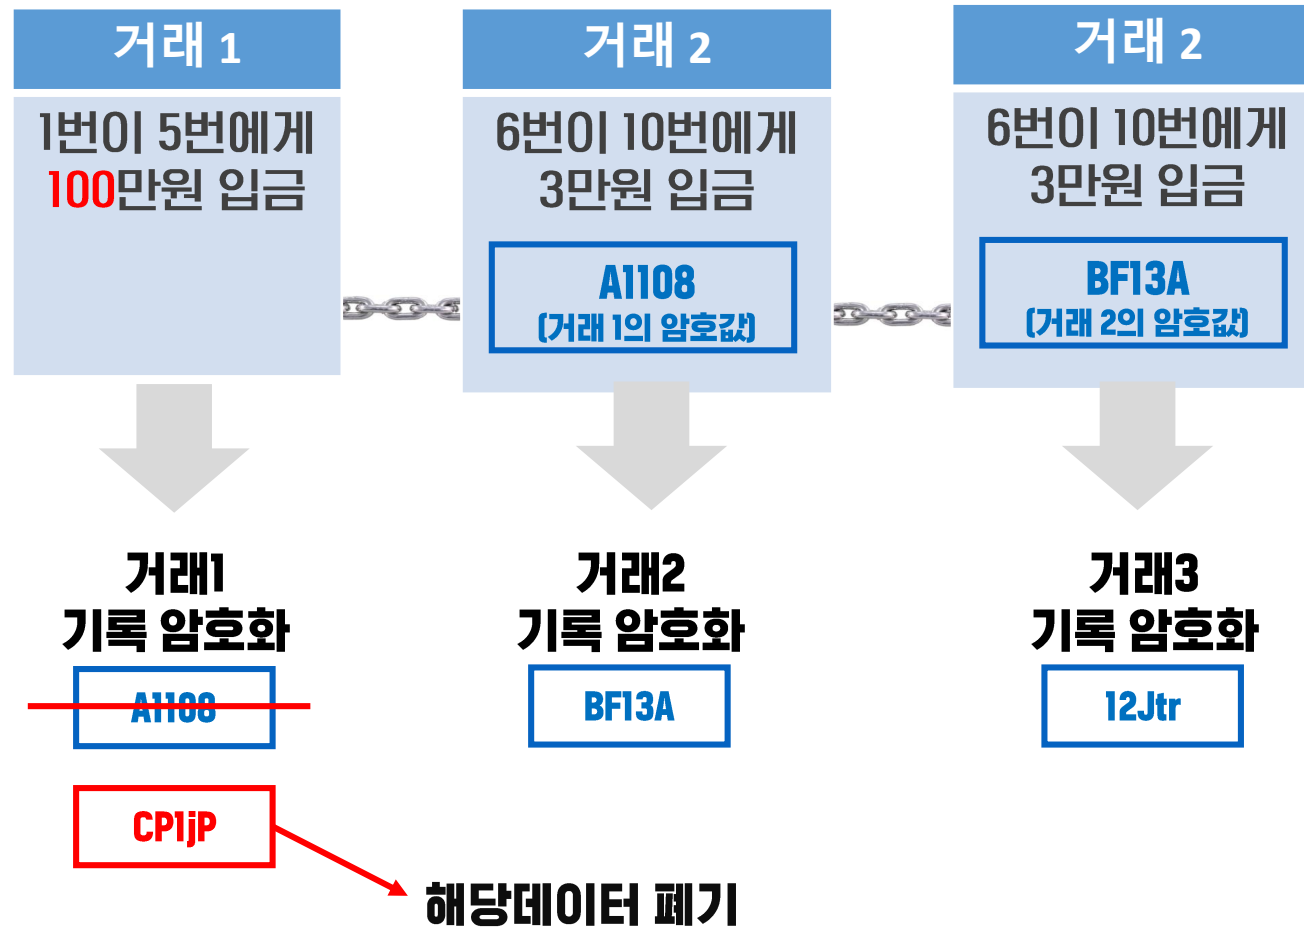 거래 1
1번이 5번에게
100만원 입금
거래 2
6번이 10번에게
3만원 입금
A1108
(거래 1의 암호값)
거래 2
6번이 10번에게
3만원 입금
BF13A
(거래 2의 암호값)
거래1
기록 암호화
A1108
CP1jP
해당데이터 폐기
거래2
기록 암호화
BF13A
거래3
기록 암호화
12Jtr